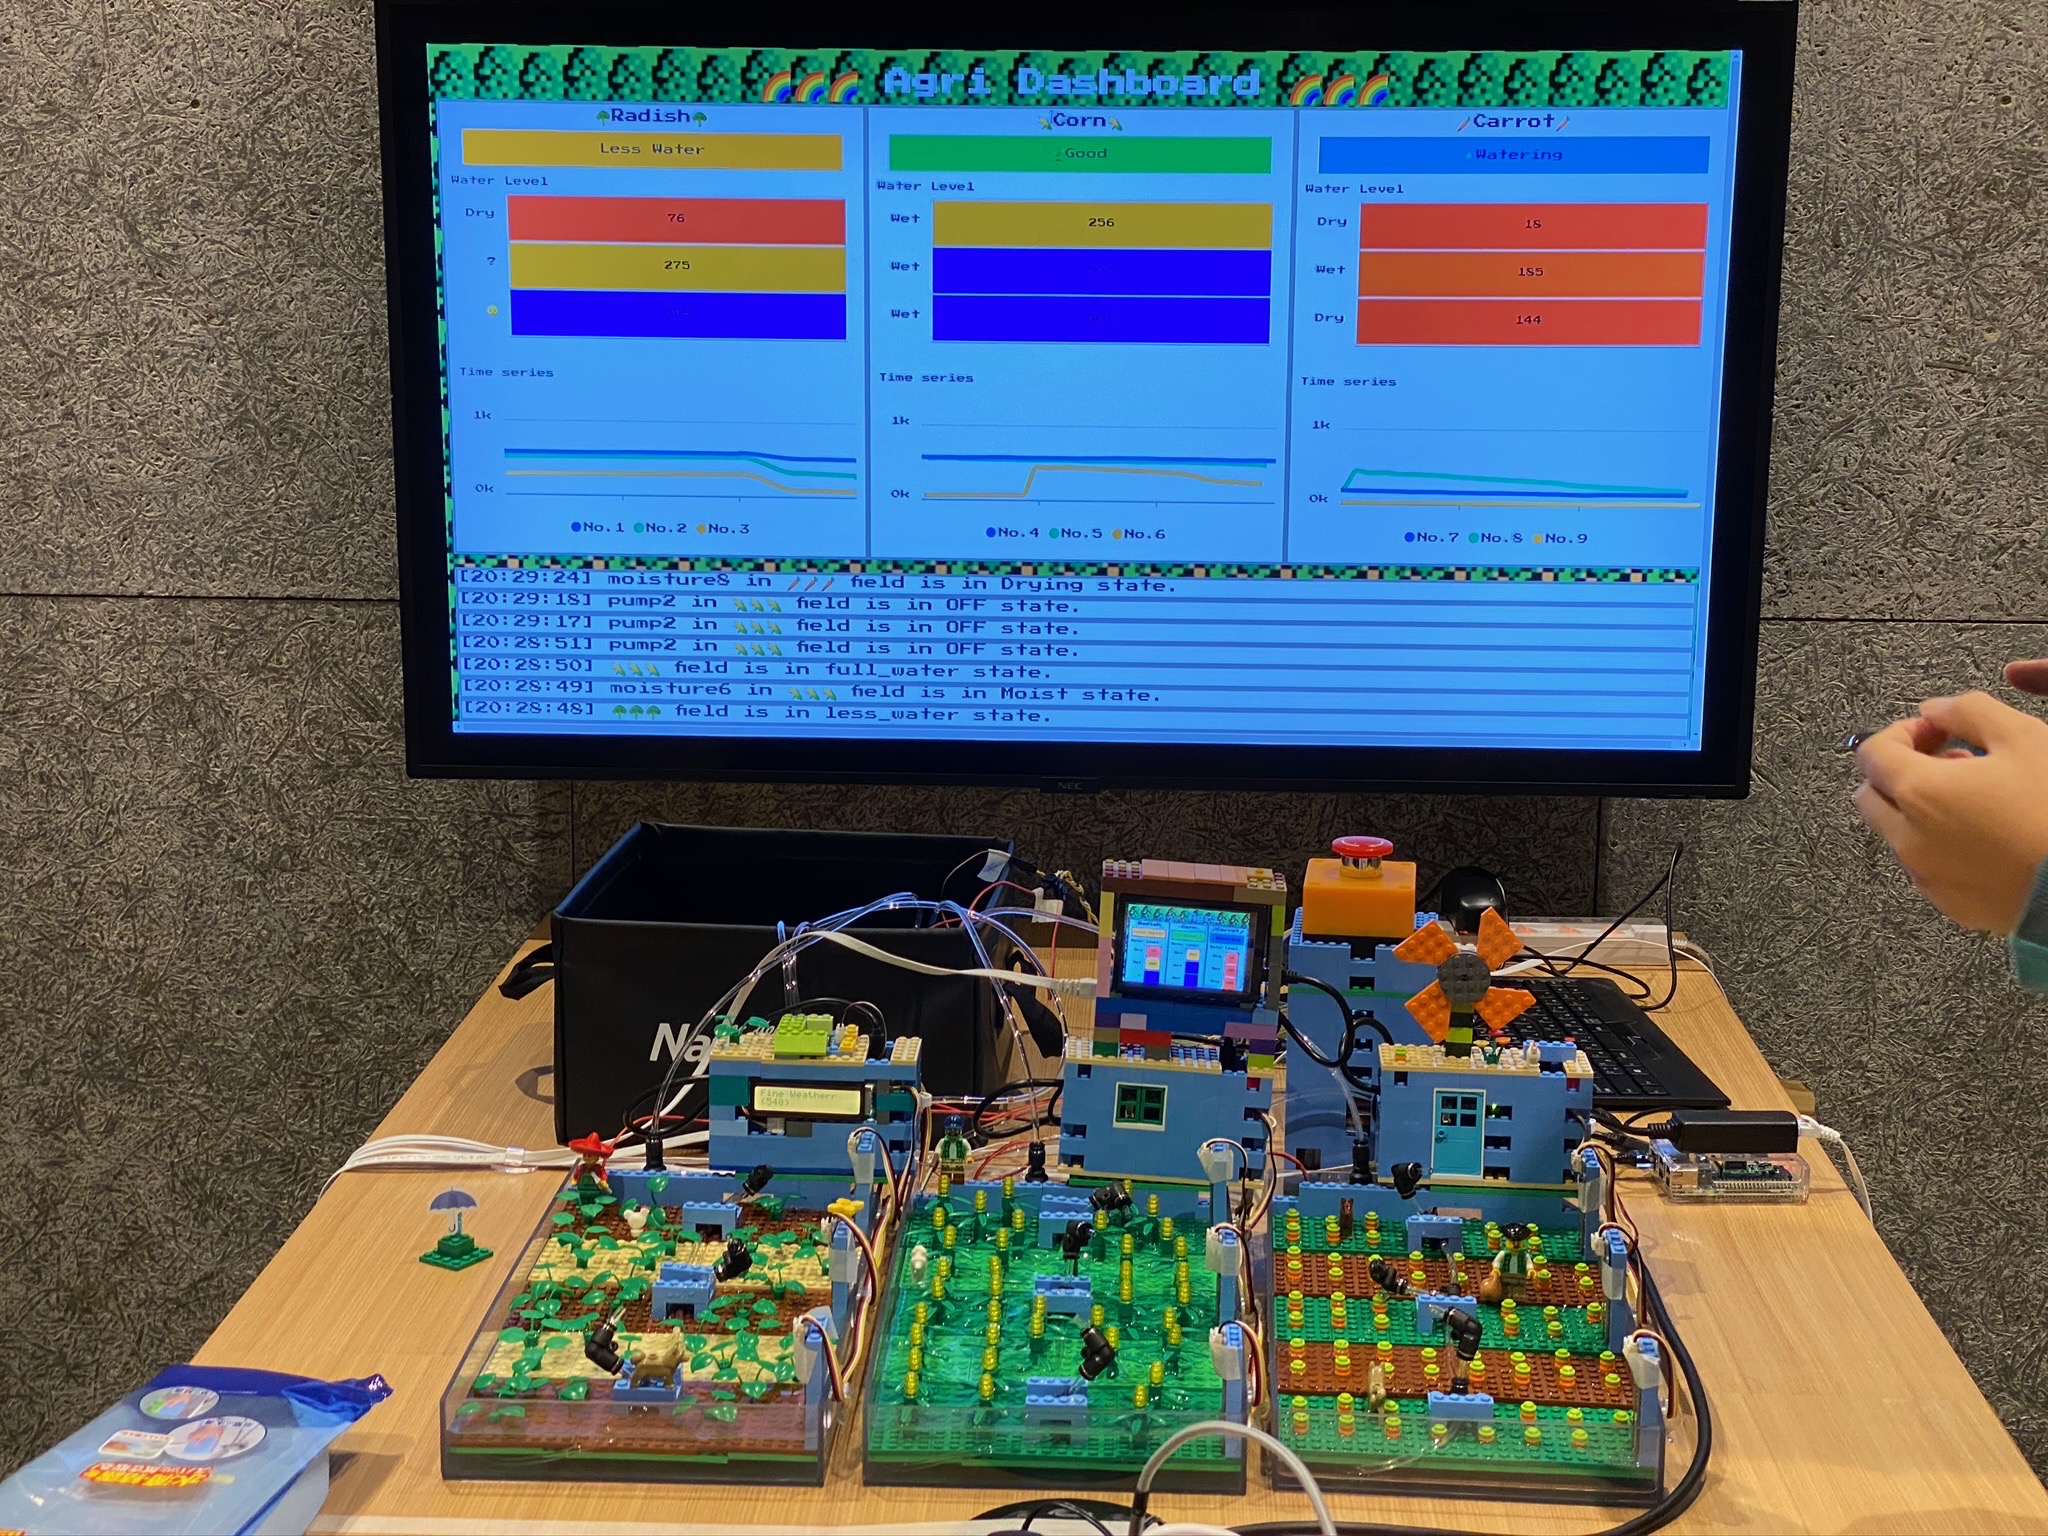 Agri Dashboard
Radish
Less Water
Water Level
Dry 76
? 275
Time series
1k
0k
No.1 No.2 No.3
Corn
Good
Water Level
Wet 256
Wet
Wet
Time series
1k
0k
No.4 No.5 No.6
Carrot
Watering
Water Level
Dry 18
Wet 185
Dry 144
Time series
1k
0k
No.7 No.8 No.9
[20:29:24] moisture8 in field is in Drying state.
[20:29:18] pump2 in field is in OFF state.
[20:29:17] pump2 in field is in OFF state.
[20:28:51] pump2 in field is in OFF state.
[20:28:50] field is in full_water state.
[20:28:49] moisture6 in field is in Moist state.
[20:28:48] field is in less_water state.
NEC
Na
Fine Weather
(548)